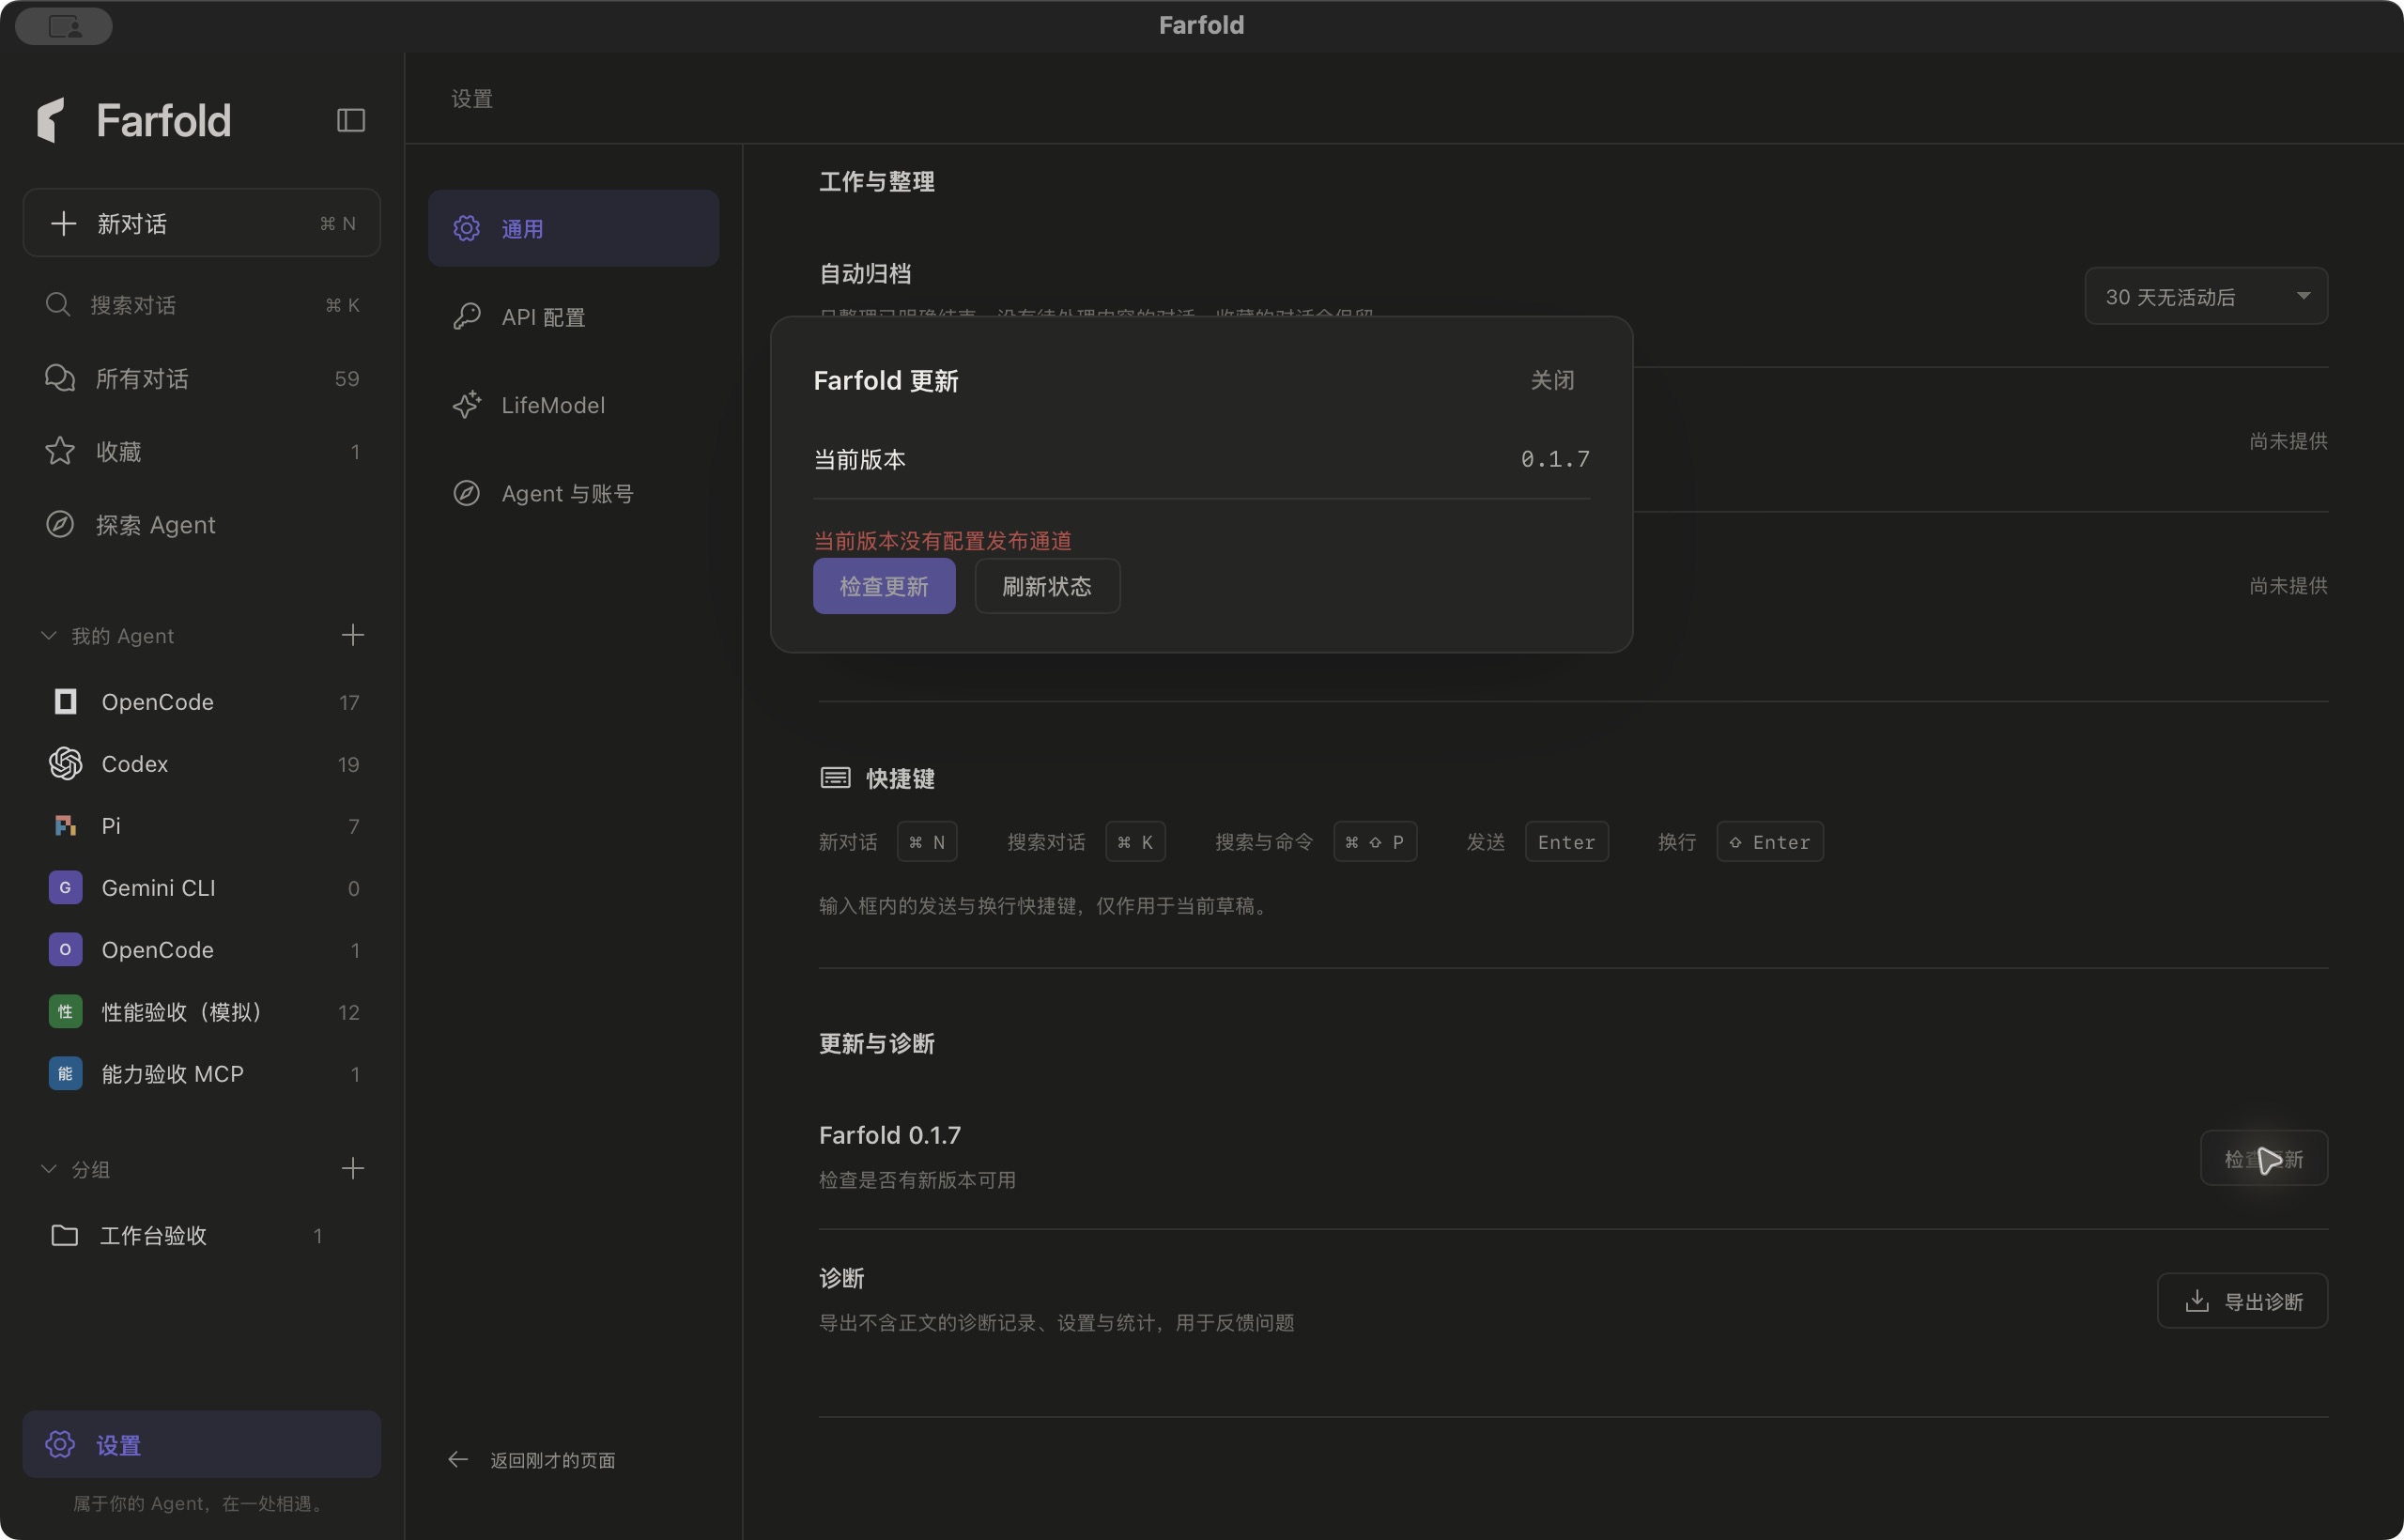 Farfold
Farfold
新对话 ⌘ N
搜索对话 ⌘ K
所有对话 59
收藏 1
探索 Agent
我的 Agent
OpenCode 17
Codex 19
Pi 7
G Gemini CLI 0
O OpenCode 1
性 性能验收（模拟） 12
能 能力验收 MCP 1
分组
工作台验收 1
设置
属于你的 Agent，在一处相遇。
设置
通用
API 配置
LifeModel
Agent 与账号
返回刚才的页面
工作与整理
自动归档
30 天无活动后
尚未提供
尚未提供
Farfold 更新 关闭
当前版本 0.1.7
当前版本没有配置发布通道
检查更新 刷新状态
快捷键
新对话 ⌘ N 搜索对话 ⌘ K 搜索与命令 ⌘ ⇧ P 发送 Enter 换行 ⇧ Enter
输入框内的发送与换行快捷键，仅作用于当前草稿。
更新与诊断
Farfold 0.1.7
检查是否有新版本可用
检查更新
诊断
导出不含正文的诊断记录、设置与统计，用于反馈问题
导出诊断